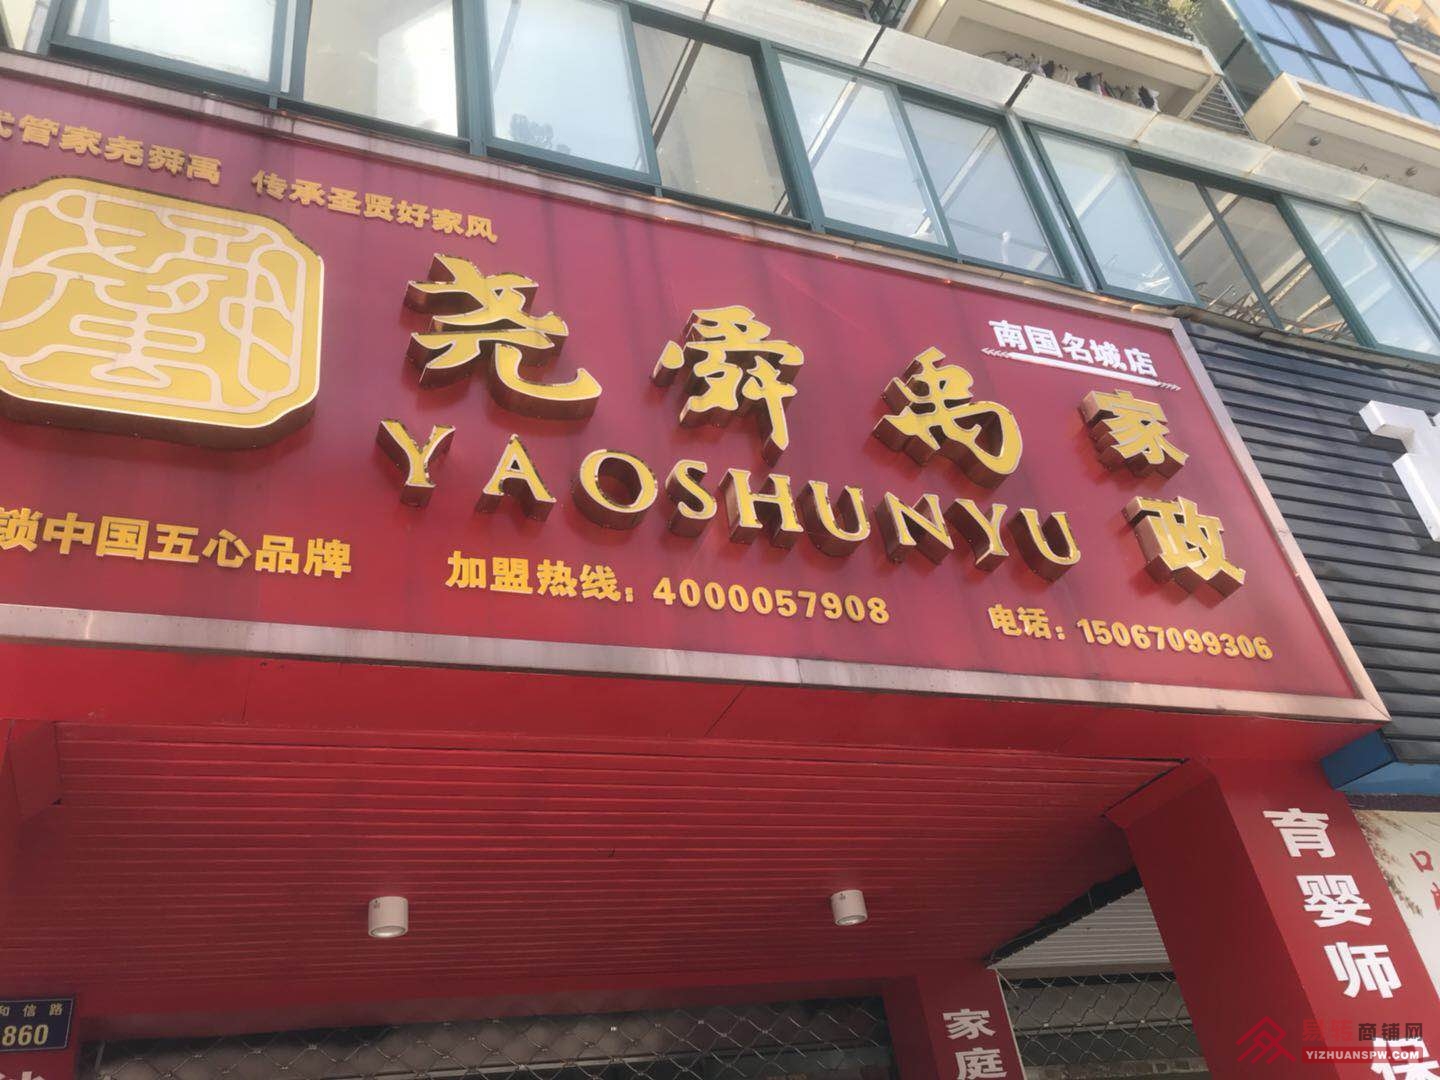 管家尧舜禹 传承圣贤好家风
南国名城店
尧舜禹
家政
YAOSHUNYU
锁中国五心品牌
加盟热线：4000057908
电话：15067099306
育婴师
家庭
和信路
860
口
商铺网
YIZHUANSPW.COM